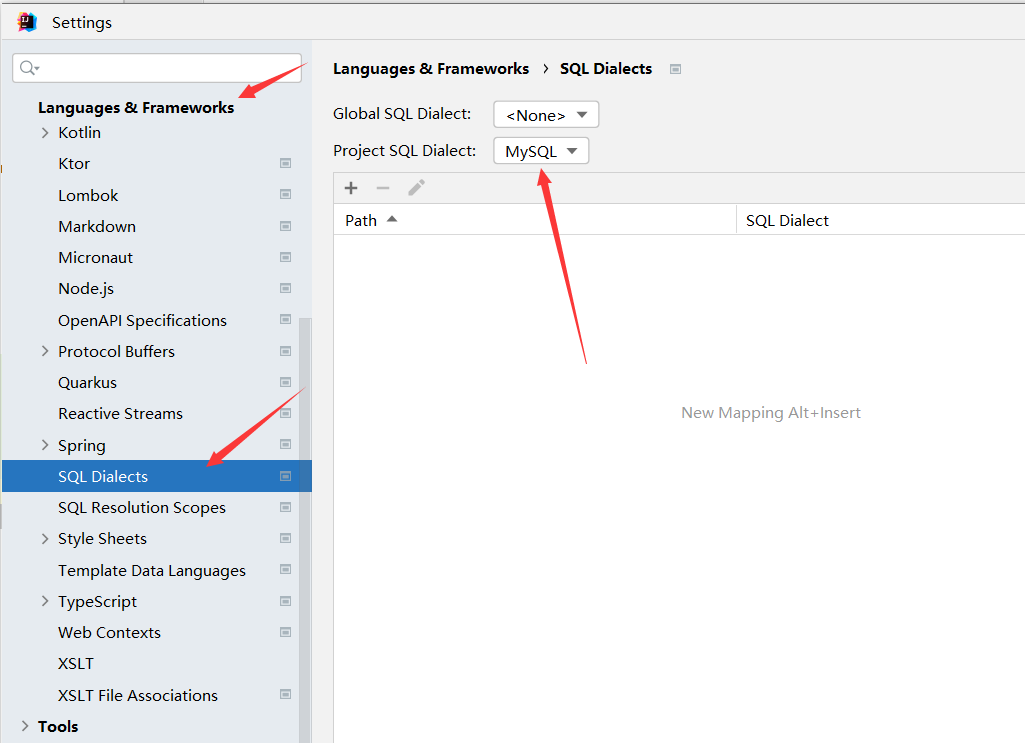 Settings
Languages & Frameworks
Kotlin
Ktor
Lombok
Markdown
Micronaut
Node.js
OpenAPI Specifications
Protocol Buffers
Quarkus
Reactive Streams
Spring
SQL Dialects
SQL Resolution Scopes
Style Sheets
Template Data Languages
TypeScript
Web Contexts
XSLT
XSLT File Associations
Tools
Languages & Frameworks › SQL Dialects
Global SQL Dialect: <None>
Project SQL Dialect: MySQL
Path SQL Dialect
New Mapping Alt+Insert